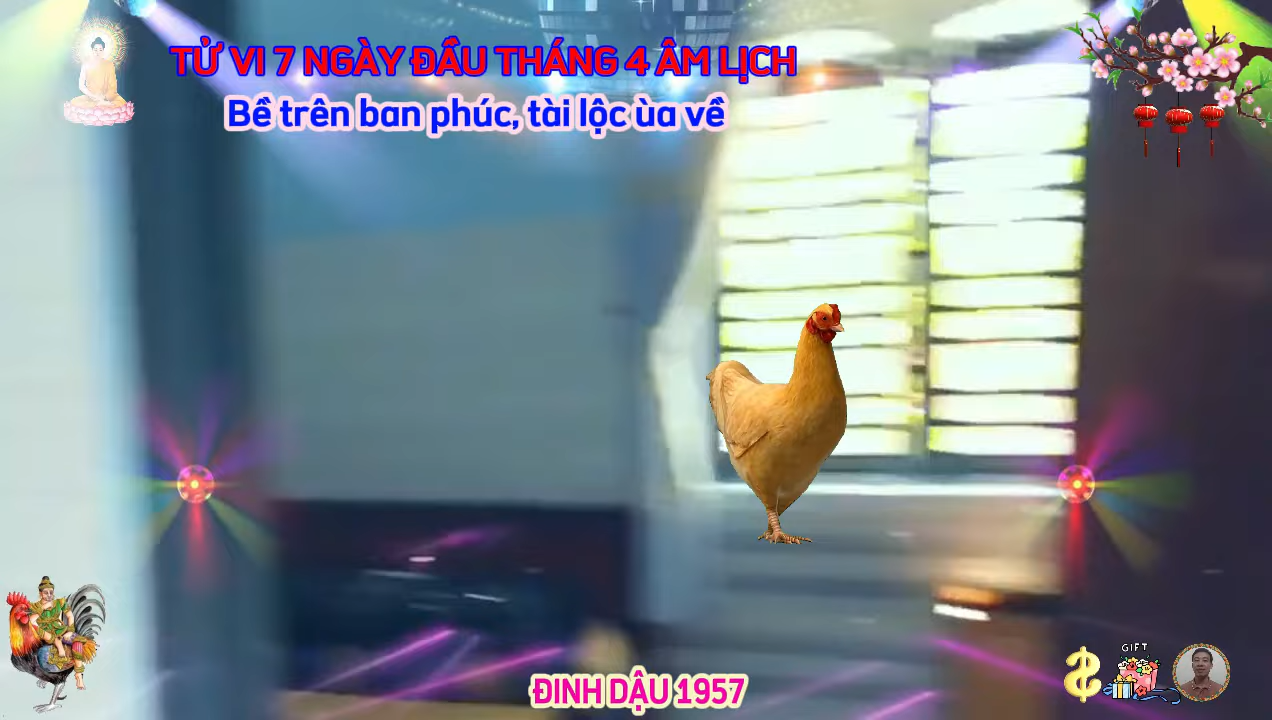 TỬ VI 7 NGÀY ĐẦU THÁNG 4 ÂM LỊCH
Bề trên ban phúc, tài lộc ùa về
GIFT
ĐINH DẬU 1957